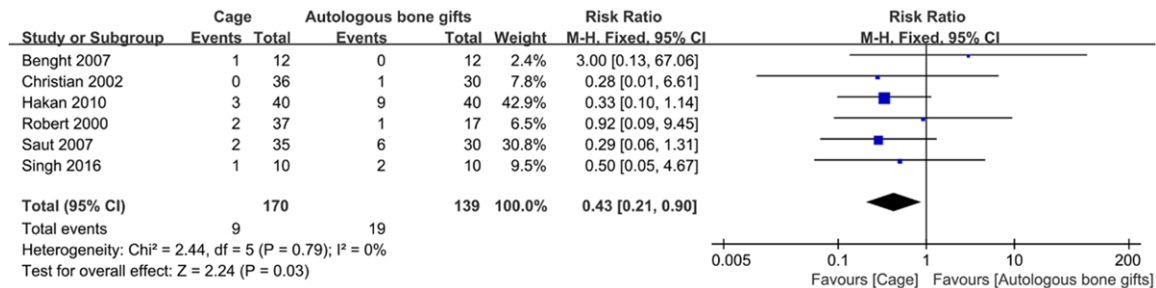 Cage Autologous bone gifts Risk Ratio Risk Ratio
Study or Subgroup Events Total Events Total Weight M-H, Fixed, 95% CI M-H, Fixed, 95% CI
Benght 2007 1 12 0 12 2.4% 3.00 [0.13, 67.06]
Christian 2002 0 36 1 30 7.8% 0.28 [0.01, 6.61]
Hakan 2010 3 40 9 40 42.9% 0.33 [0.10, 1.14]
Robert 2000 2 37 1 17 6.5% 0.92 [0.09, 9.45]
Saut 2007 2 35 6 30 30.8% 0.29 [0.06, 1.31]
Singh 2016 1 10 2 10 9.5% 0.50 [0.05, 4.67]
Total (95% CI) 170 139 100.0% 0.43 [0.21, 0.90]
Total events 9 19
Heterogeneity: Chi² = 2.44, df = 5 (P = 0.79); I² = 0%
Test for overall effect: Z = 2.24 (P = 0.03)
0.005 0.1 1 10 200
Favours [Cage] Favours [Autologous bone gifts]